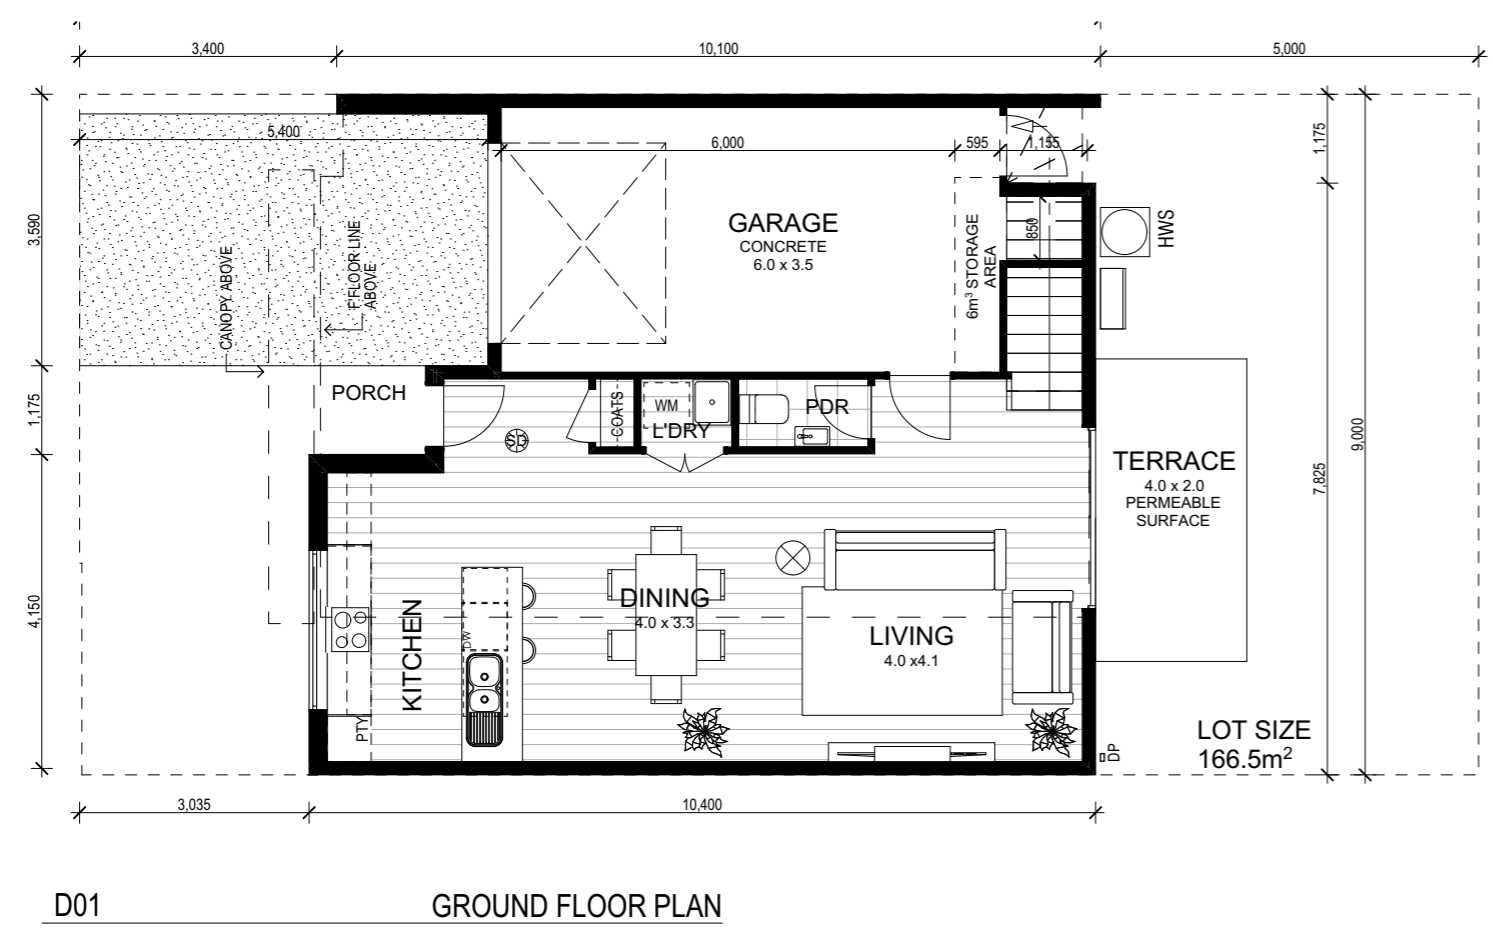 3,400
10,100
5,000
5,400
6,000
595
1,155
1,175
3,590
GARAGE
CONCRETE
6.0 x 3.5
6m³ STORAGE
AREA
850
HWS
CANOPY ABOVE
F'FLOOR LINE
ABOVE
PORCH
1,175
COATS
WM
L'DRY
PDR
SD
TERRACE
4.0 x 2.0
PERMEABLE
SURFACE
9,000
7,825
4,150
KITCHEN
DW
DINING
4.0 x 3.3
LIVING
4.0 x4.1
PTY
DP
LOT SIZE
166.5m²
3,035
10,400
D01
GROUND FLOOR PLAN